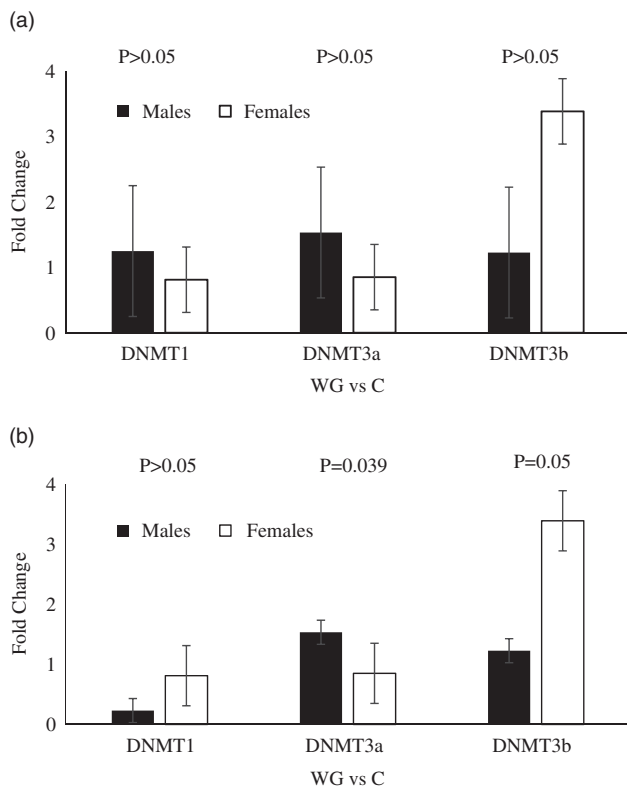 (a)
P>0.05 P>0.05 P>0.05
4
Males Females
3
2
1
0
Fold Change
DNMT1 DNMT3a DNMT3b
WG vs C
(b)
P>0.05 P=0.039 P=0.05
4
Males Females
3
2
1
0
Fold Change
DNMT1 DNMT3a DNMT3b
WG vs C